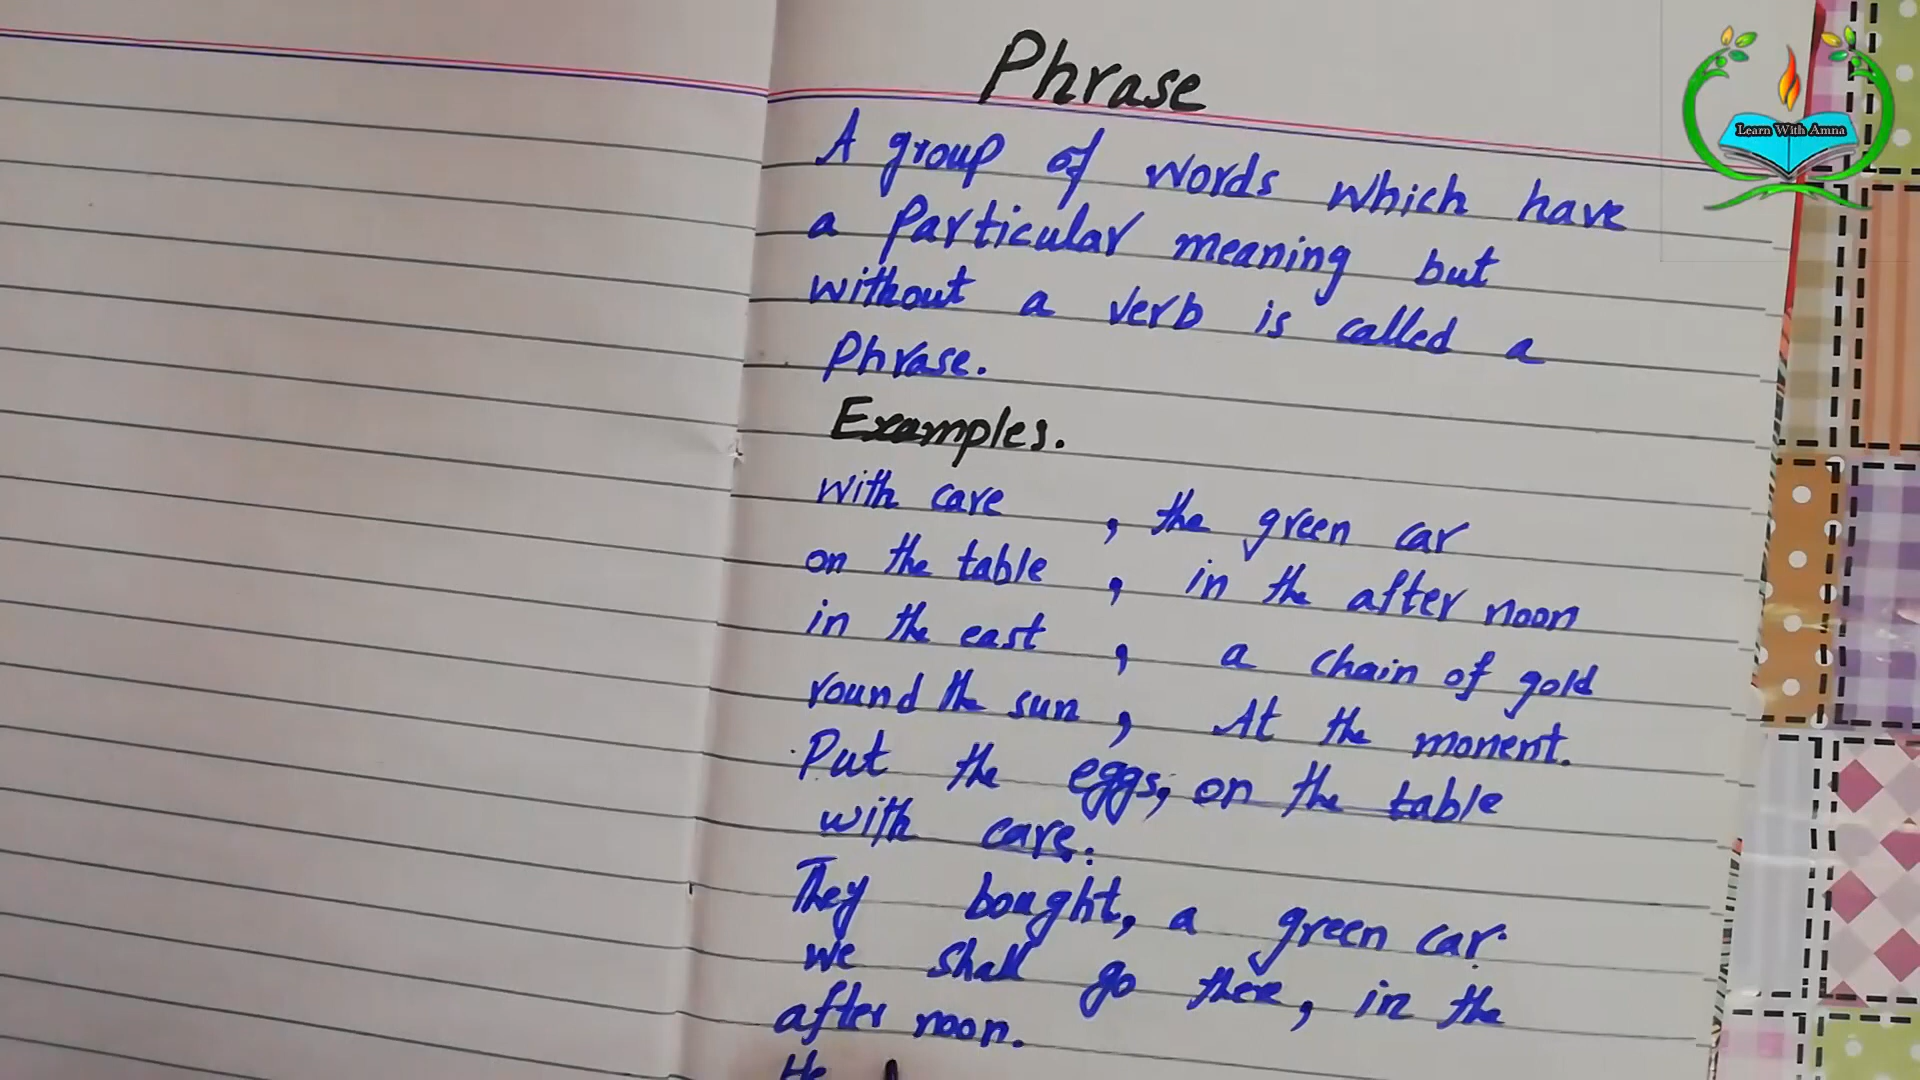 Phrase
Learn With Amna
A group of words which have
a particular meaning but
without a verb is called a
Phrase.
Examples.
with care , the green car
on the table , in the after noon
in the east , a chain of gold
round the sun , At the moment.
Put the eggs, on the table
with care.
They bought, a green car.
we shall go there, in the
after noon.
He